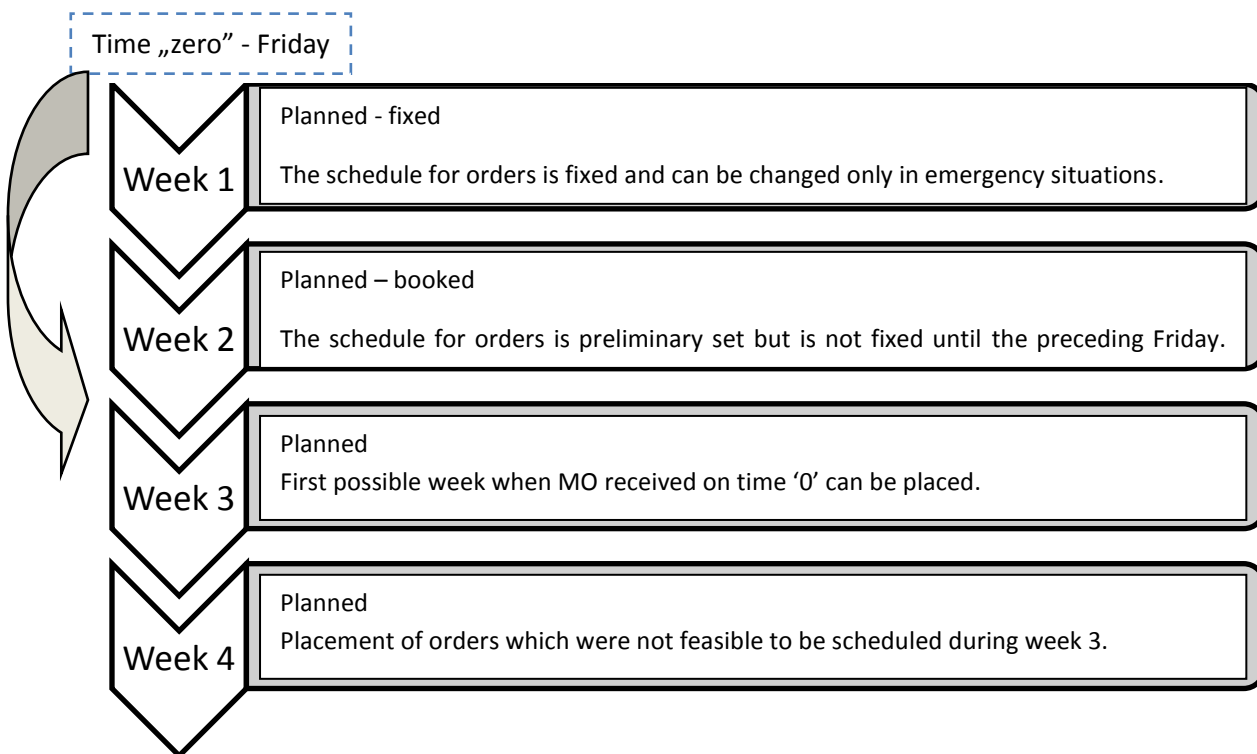 Time „zero” - Friday
Week 1
Planned - fixed
The schedule for orders is fixed and can be changed only in emergency situations.
Week 2
Planned – booked
The schedule for orders is preliminary set but is not fixed until the preceding Friday.
Week 3
Planned
First possible week when MO received on time ‘0’ can be placed.
Week 4
Planned
Placement of orders which were not feasible to be scheduled during week 3.